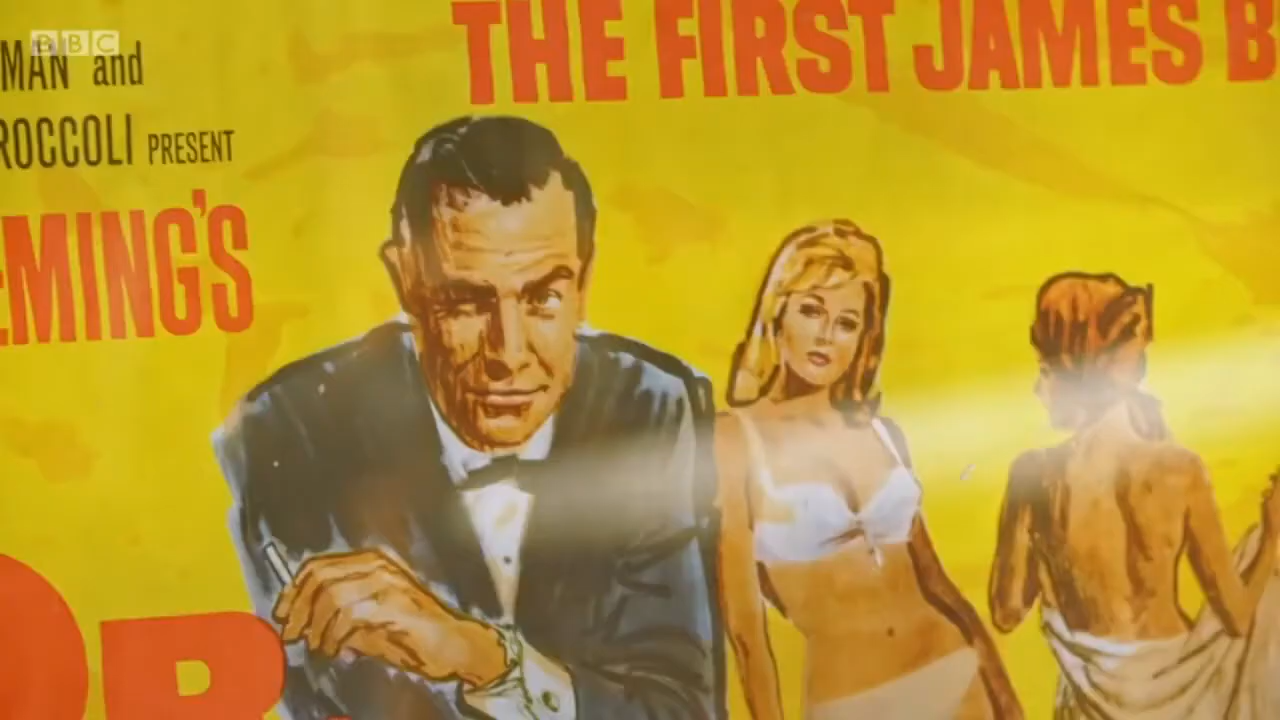 BBC
MAN and
ROCCOLI PRESENT
EMING'S
THE FIRST JAMES B
R.